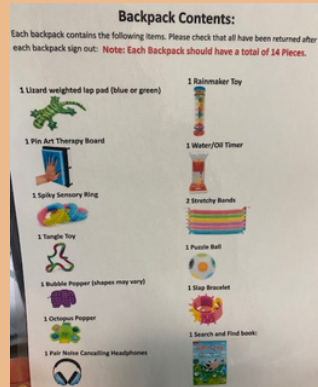 Backpack Contents:
Each backpack contains the following items. Please check that all have been returned after
each backpack sign out: Note: Each Backpack should have a total of 14 Pieces.
1 Lizard weighted lap pad (blue or green)
1 Pin Art Therapy Board
1 Spiky Sensory Ring
1 Tangle Toy
1 Bubble Popper (shapes may vary)
1 Octopus Popper
1 Pair Noise Cancelling Headphones
1 Rainmaker Toy
1 Water/Oil Timer
2 Stretchy Bands
1 Puzzle Ball
1 Slap Bracelet
1 Search and Find book: